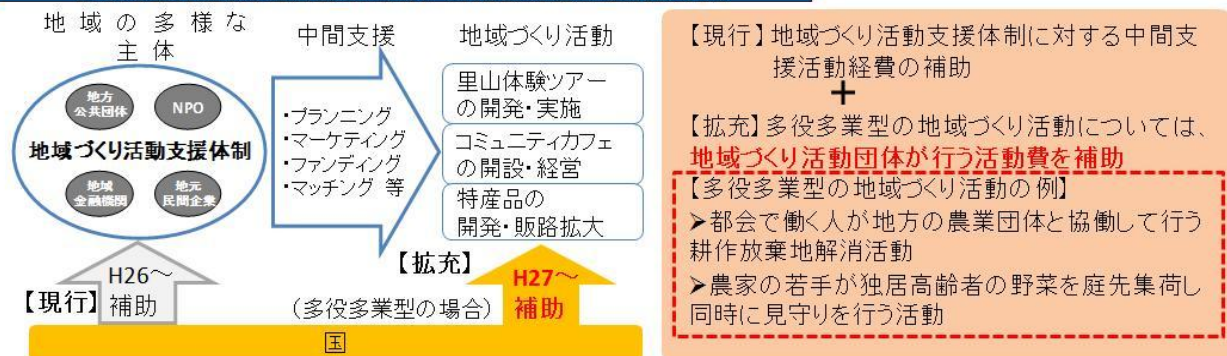 地域の多様な
主体
地方
公共団体
NPO
地域づくり活動支援体制
地域
金融機関
地元
民間企業
中間支援
・プランニング
・マーケティング
・ファンディング
・マッチング 等
地域づくり活動
里山体験ツアー
の開発・実施
コミュニティカフェ
の開設・経営
特産品の
開発・販路拡大
【現行】
H26～
補助
【拡充】
(多役多業型の場合)
H27～
補助
国
【現行】地域づくり活動支援体制に対する中間支
援活動経費の補助
＋
【拡充】多役多業型の地域づくり活動については、
地域づくり活動団体が行う活動費を補助
【多役多業型の地域づくり活動の例】
➤都会で働く人が地方の農業団体と協働して行う
耕作放棄地解消活動
➤農家の若手が独居高齢者の野菜を庭先集荷し
同時に見守りを行う活動